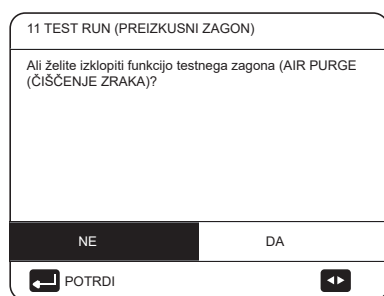 11 TEST RUN (PREIZKUSNI ZAGON)
Ali želite izklopiti funkcijo testnega zagona (AIR PURGE
(ČIŠČENJE ZRAKA)?
NE DA
POTRDI